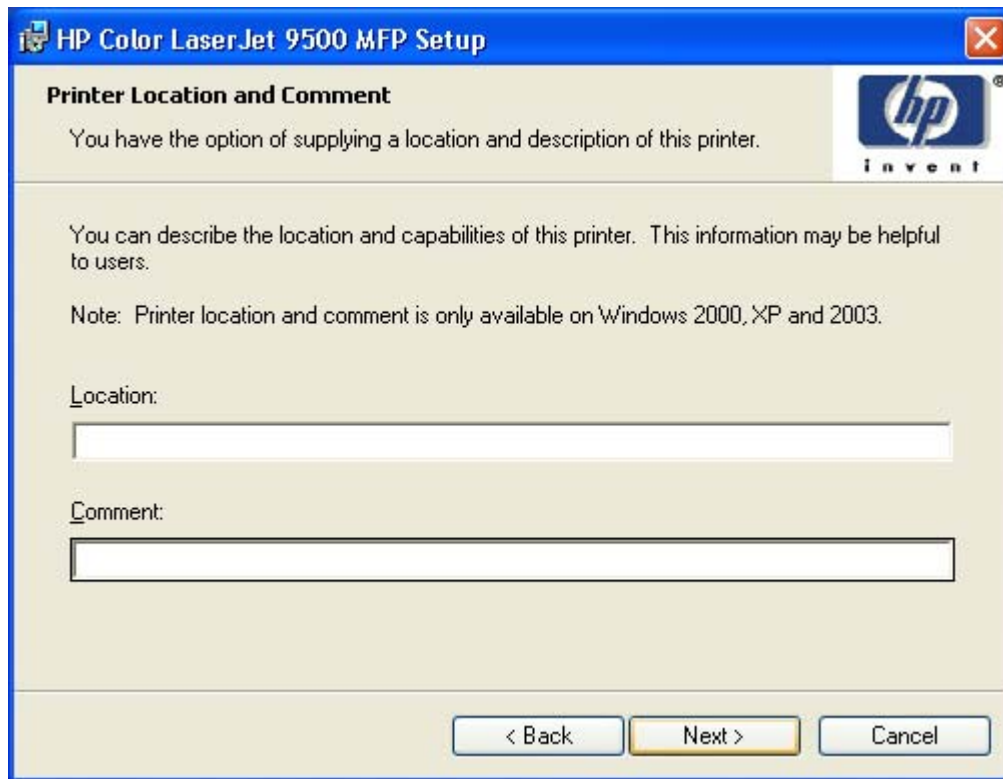 HP Color LaserJet 9500 MFP Setup
Printer Location and Comment
You have the option of supplying a location and description of this printer.
hp
®
invent
You can describe the location and capabilities of this printer.  This information may be helpful
to users.
Note:  Printer location and comment is only available on Windows 2000, XP and 2003.
Location:
Comment:
< Back
Next >
Cancel